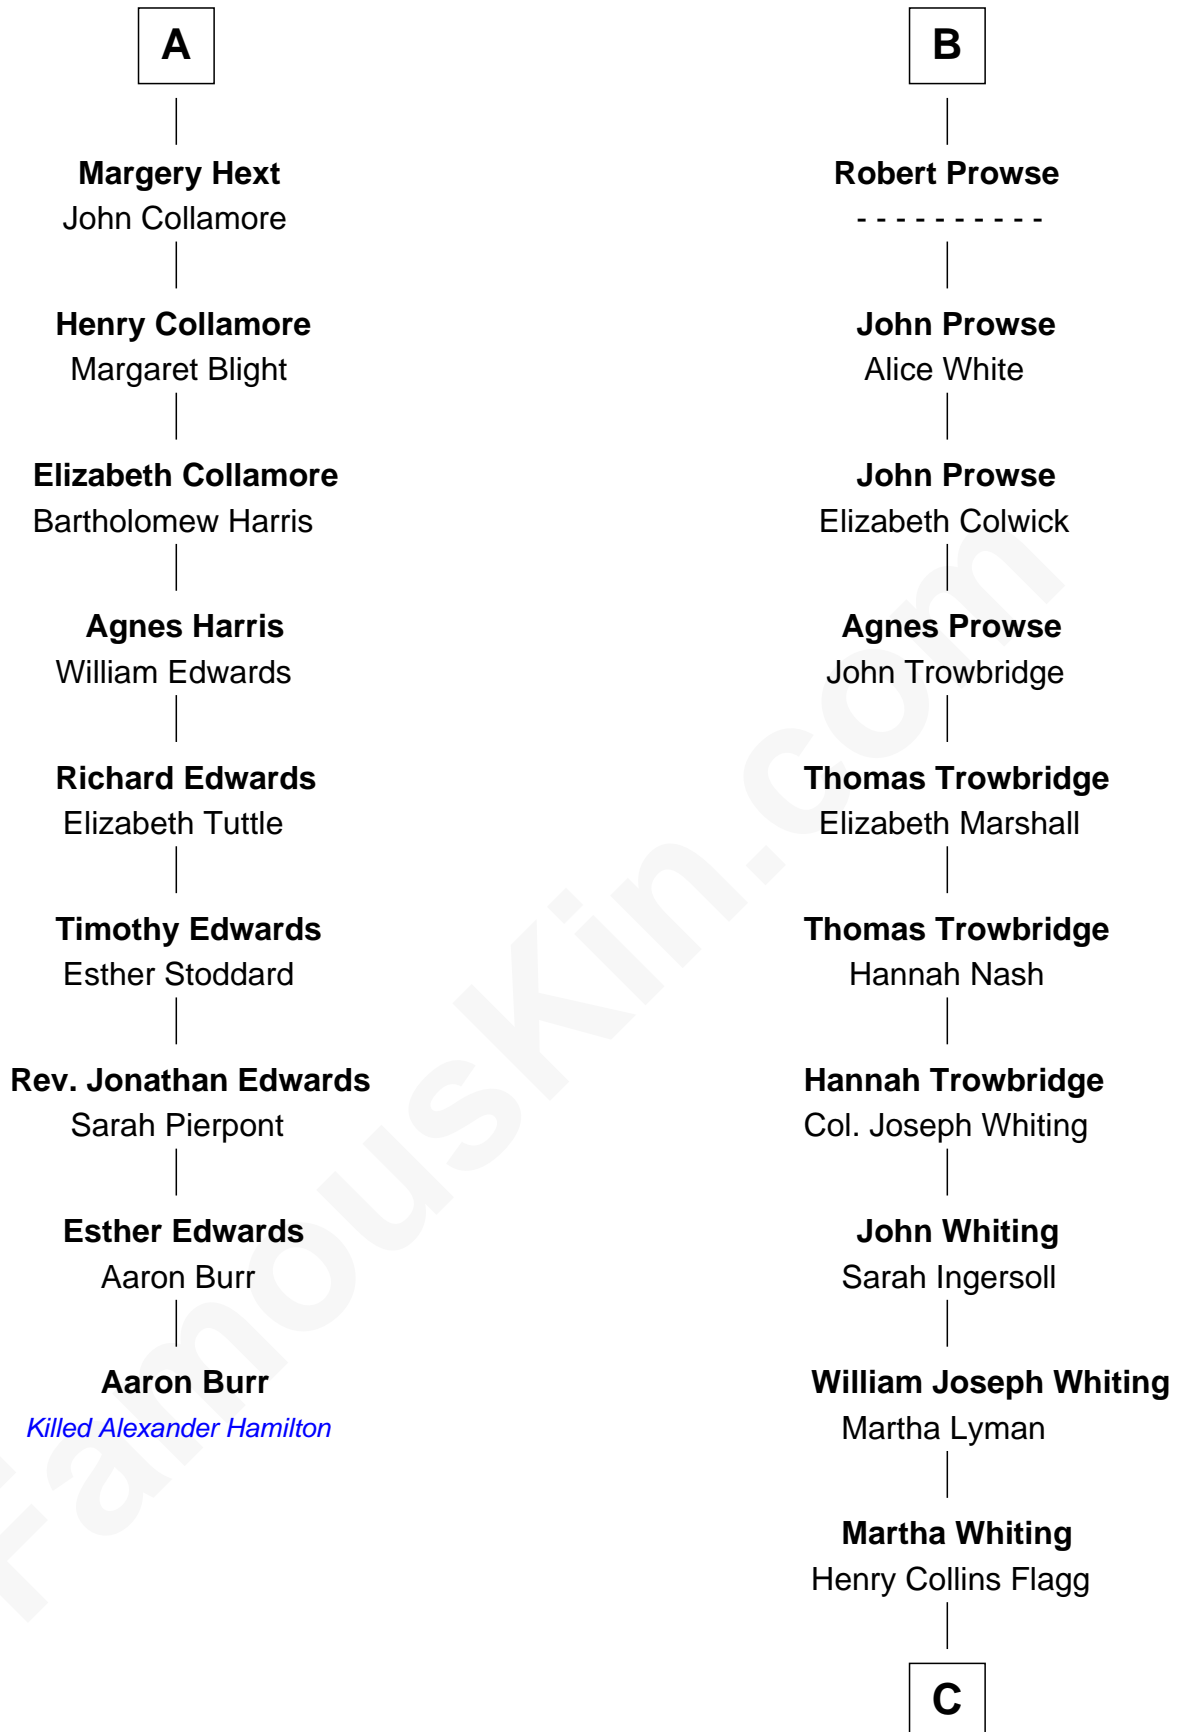 A
Margery Hext
John Collamore
Henry Collamore
Margaret Blight
Elizabeth Collamore
Bartholomew Harris
Agnes Harris
William Edwards
Richard Edwards
Elizabeth Tuttle
Timothy Edwards
Esther Stoddard
Rev. Jonathan Edwards
Sarah Pierpont
Esther Edwards
Aaron Burr
Aaron Burr
Killed Alexander Hamilton
B
Robert Prowse
- - - - - - - - - -
John Prowse
Alice White
John Prowse
Elizabeth Colwick
Agnes Prowse
John Trowbridge
Thomas Trowbridge
Elizabeth Marshall
Thomas Trowbridge
Hannah Nash
Hannah Trowbridge
Col. Joseph Whiting
John Whiting
Sarah Ingersoll
William Joseph Whiting
Martha Lyman
Martha Whiting
Henry Collins Flagg
C
FamousKin.com